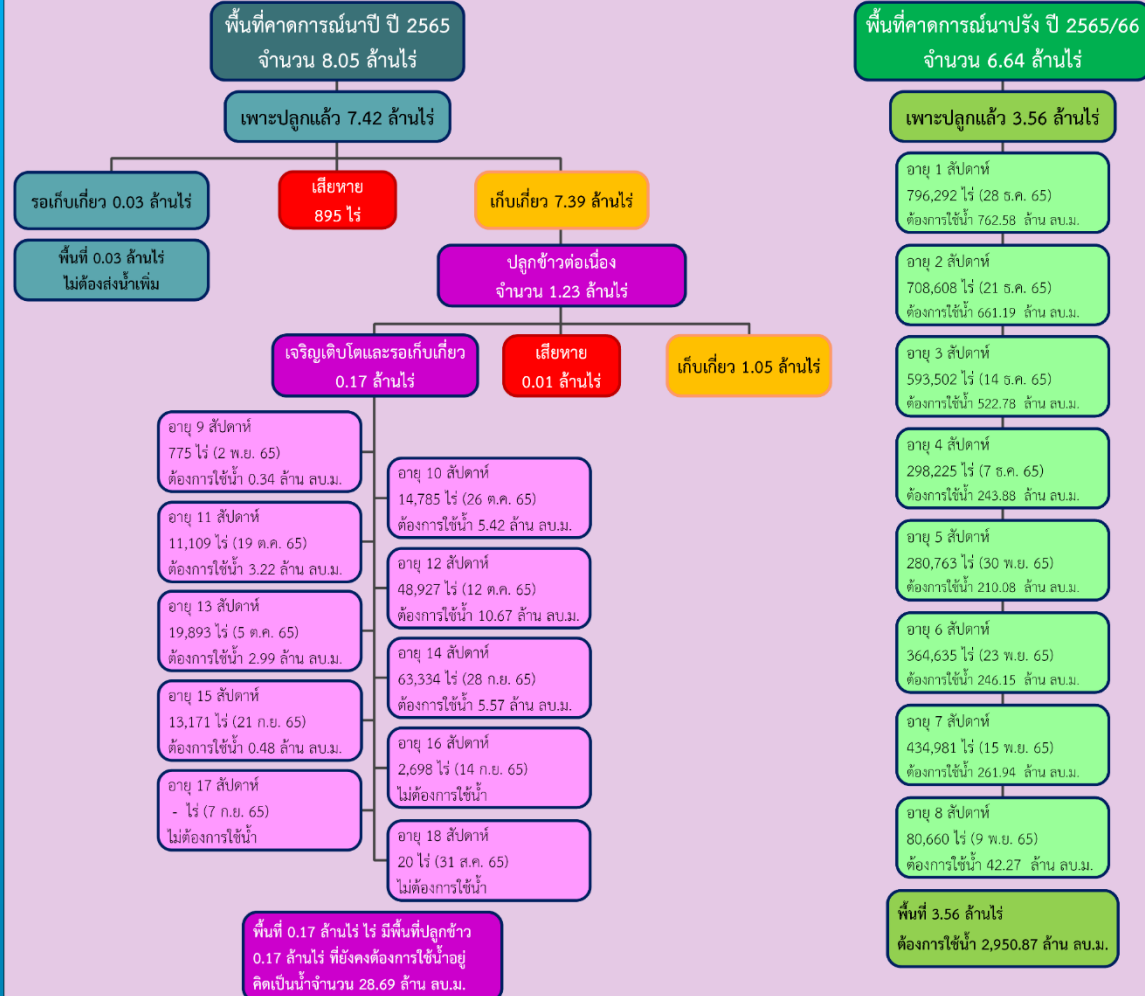 พื้นที่คาดการณ์นาปี ปี 2565
จำนวน 8.05 ล้านไร่
เพาะปลูกแล้ว 7.42 ล้านไร่
รอเก็บเกี่ยว 0.03 ล้านไร่
พื้นที่ 0.03 ล้านไร่
ไม่ต้องส่งน้ำเพิ่ม
เสียหาย
895 ไร่
เก็บเกี่ยว 7.39 ล้านไร่
ปลูกข้าวต่อเนื่อง
จำนวน 1.23 ล้านไร่
เจริญเติบโตและรอเก็บเกี่ยว
0.17 ล้านไร่
เสียหาย
0.01 ล้านไร่
เก็บเกี่ยว 1.05 ล้านไร่
อายุ 9 สัปดาห์
775 ไร่ (2 พ.ย. 65)
ต้องการใช้น้ำ 0.34 ล้าน ลบ.ม.
อายุ 10 สัปดาห์
14,785 ไร่ (26 ต.ค. 65)
ต้องการใช้น้ำ 5.42 ล้าน ลบ.ม.
อายุ 11 สัปดาห์
11,109 ไร่ (19 ต.ค. 65)
ต้องการใช้น้ำ 3.22 ล้าน ลบ.ม.
อายุ 12 สัปดาห์
48,927 ไร่ (12 ต.ค. 65)
ต้องการใช้น้ำ 10.67 ล้าน ลบ.ม.
อายุ 13 สัปดาห์
19,893 ไร่ (5 ต.ค. 65)
ต้องการใช้น้ำ 2.99 ล้าน ลบ.ม.
อายุ 14 สัปดาห์
63,334 ไร่ (28 ก.ย. 65)
ต้องการใช้น้ำ 5.57 ล้าน ลบ.ม.
อายุ 15 สัปดาห์
13,171 ไร่ (21 ก.ย. 65)
ต้องการใช้น้ำ 0.48 ล้าน ลบ.ม.
อายุ 16 สัปดาห์
2,698 ไร่ (14 ก.ย. 65)
ไม่ต้องการใช้น้ำ
อายุ 17 สัปดาห์
- ไร่ (7 ก.ย. 65)
ไม่ต้องการใช้น้ำ
อายุ 18 สัปดาห์
20 ไร่ (31 ส.ค. 65)
ไม่ต้องการใช้น้ำ
พื้นที่ 0.17 ล้านไร่ ไร่ มีพื้นที่ปลูกข้าว
0.17 ล้านไร่ ที่ยังคงต้องการใช้น้ำอยู่
คิดเป็นน้ำจำนวน 28.69 ล้าน ลบ.ม.
พื้นที่คาดการณ์นาปรัง ปี 2565/66
จำนวน 6.64 ล้านไร่
เพาะปลูกแล้ว 3.56 ล้านไร่
อายุ 1 สัปดาห์
796,292 ไร่ (28 ธ.ค. 65)
ต้องการใช้น้ำ 762.58 ล้าน ลบ.ม.
อายุ 2 สัปดาห์
708,608 ไร่ (21 ธ.ค. 65)
ต้องการใช้น้ำ 661.19 ล้าน ลบ.ม.
อายุ 3 สัปดาห์
593,502 ไร่ (14 ธ.ค. 65)
ต้องการใช้น้ำ 522.78 ล้าน ลบ.ม.
อายุ 4 สัปดาห์
298,225 ไร่ (7 ธ.ค. 65)
ต้องการใช้น้ำ 243.88 ล้าน ลบ.ม.
อายุ 5 สัปดาห์
280,763 ไร่ (30 พ.ย. 65)
ต้องการใช้น้ำ 210.08 ล้าน ลบ.ม.
อายุ 6 สัปดาห์
364,635 ไร่ (23 พ.ย. 65)
ต้องการใช้น้ำ 246.15 ล้าน ลบ.ม.
อายุ 7 สัปดาห์
434,981 ไร่ (15 พ.ย. 65)
ต้องการใช้น้ำ 261.94 ล้าน ลบ.ม.
อายุ 8 สัปดาห์
80,660 ไร่ (9 พ.ย. 65)
ต้องการใช้น้ำ 42.27 ล้าน ลบ.ม.
พื้นที่ 3.56 ล้านไร่
ต้องการใช้น้ำ 2,950.87 ล้าน ลบ.ม.